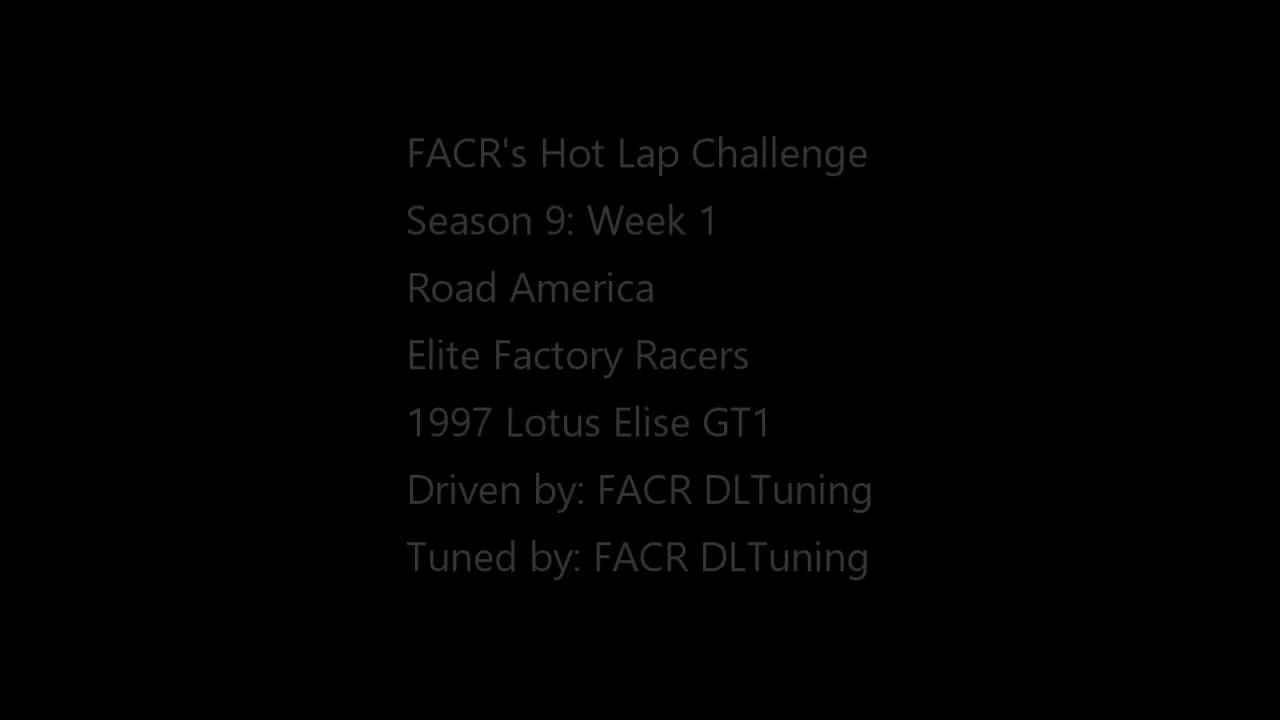 FACR's Hot Lap Challenge
Season 9: Week 1
Road America
Elite Factory Racers
1997 Lotus Elise GT1
Driven by: FACR DLTuning
Tuned by: FACR DLTuning